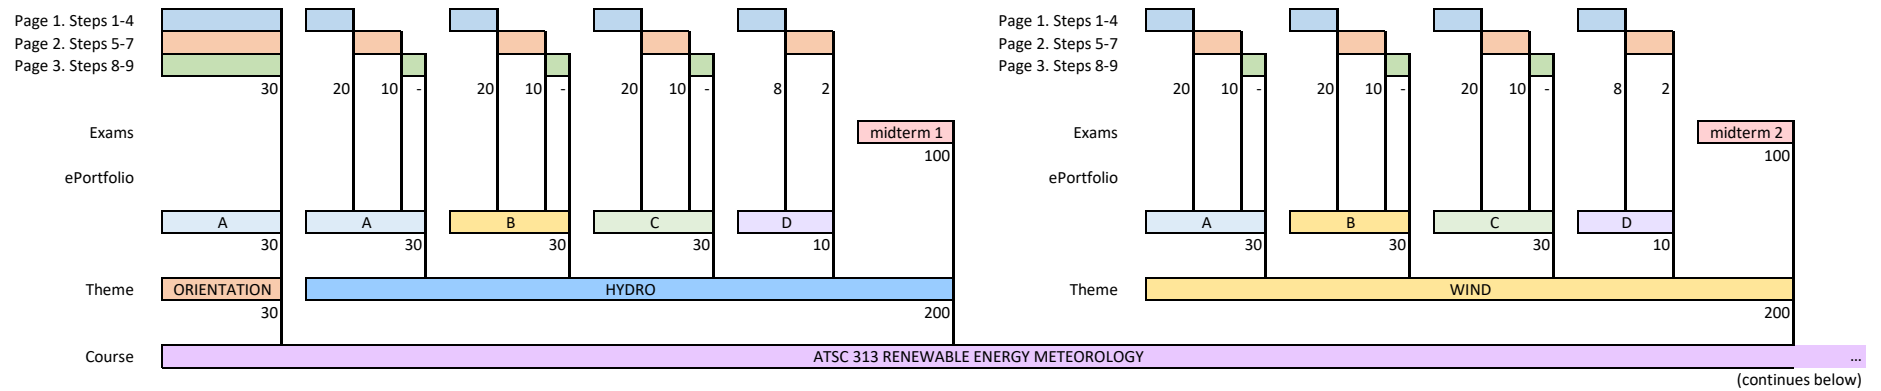 Page 1. Steps 1-4 Page 1. Steps 1-4
Page 2. Steps 5-7 Page 2. Steps 5-7
Page 3. Steps 8-9 Page 3. Steps 8-9
30 20 10 - 20 10 - 20 10 - 8 2 20 10 - 20 10 - 20 10 - 8 2
Exams midterm 1 Exams midterm 2
100 100
ePortfolio ePortfolio
A A B C D A B C D
30 30 30 30 10 30 30 30 10
Theme ORIENTATION HYDRO Theme WIND
30 200 200
Course ATSC 313 RENEWABLE ENERGY METEOROLOGY ...
(continues below)